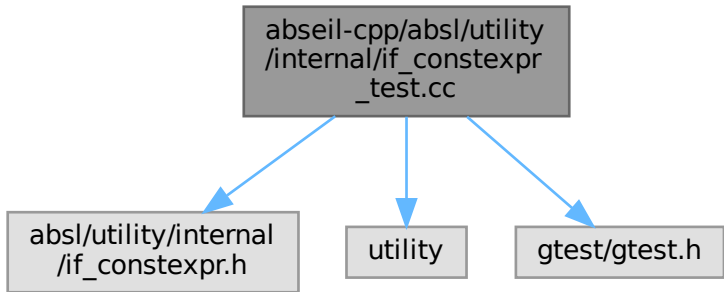 abseil-cpp/absl/utility
/internal/if_constexpr
_test.cc
absl/utility/internal
/if_constexpr.h
utility
gtest/gtest.h